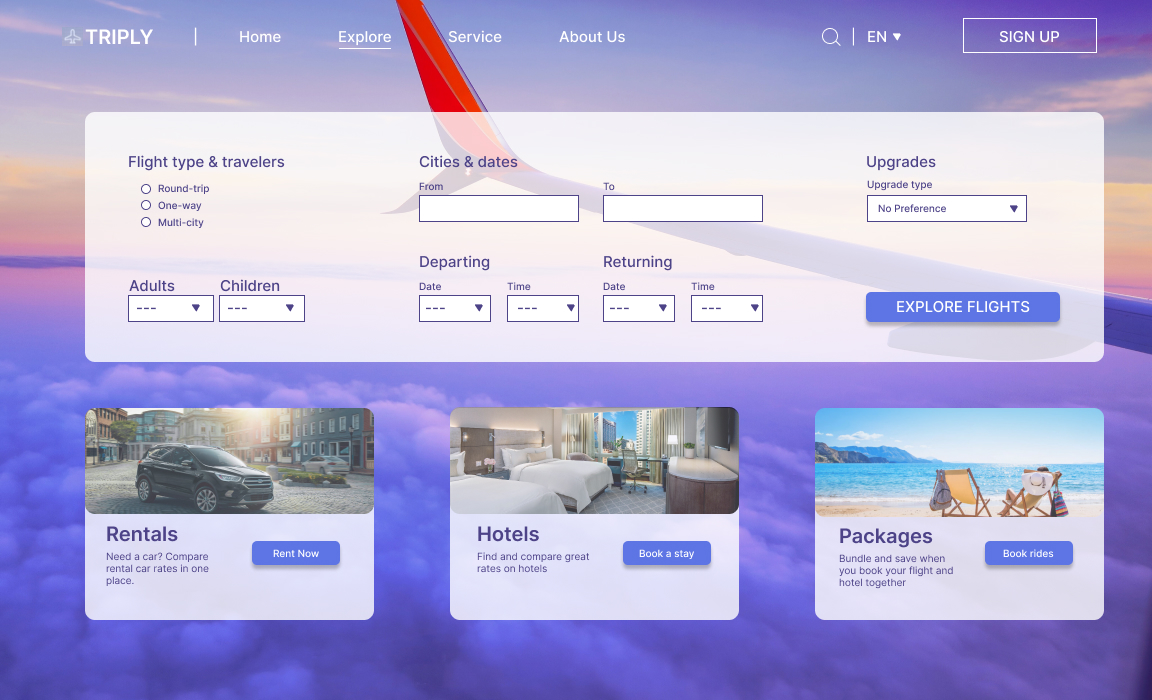 TRIPLY | Home Explore Service About Us EN SIGN UP
Flight type & travelers
Round-trip
One-way
Multi-city
Adults Children
--- ---
Cities & dates
From To
Departing Returning
Date Time Date Time
--- --- --- ---
Upgrades
Upgrade type
No Preference
EXPLORE FLIGHTS
Rentals
Need a car? Compare
rental car rates in one
place.
Rent Now
Hotels
Find and compare great
rates on hotels
Book a stay
Packages
Bundle and save when
you book your flight and
hotel together
Book rides